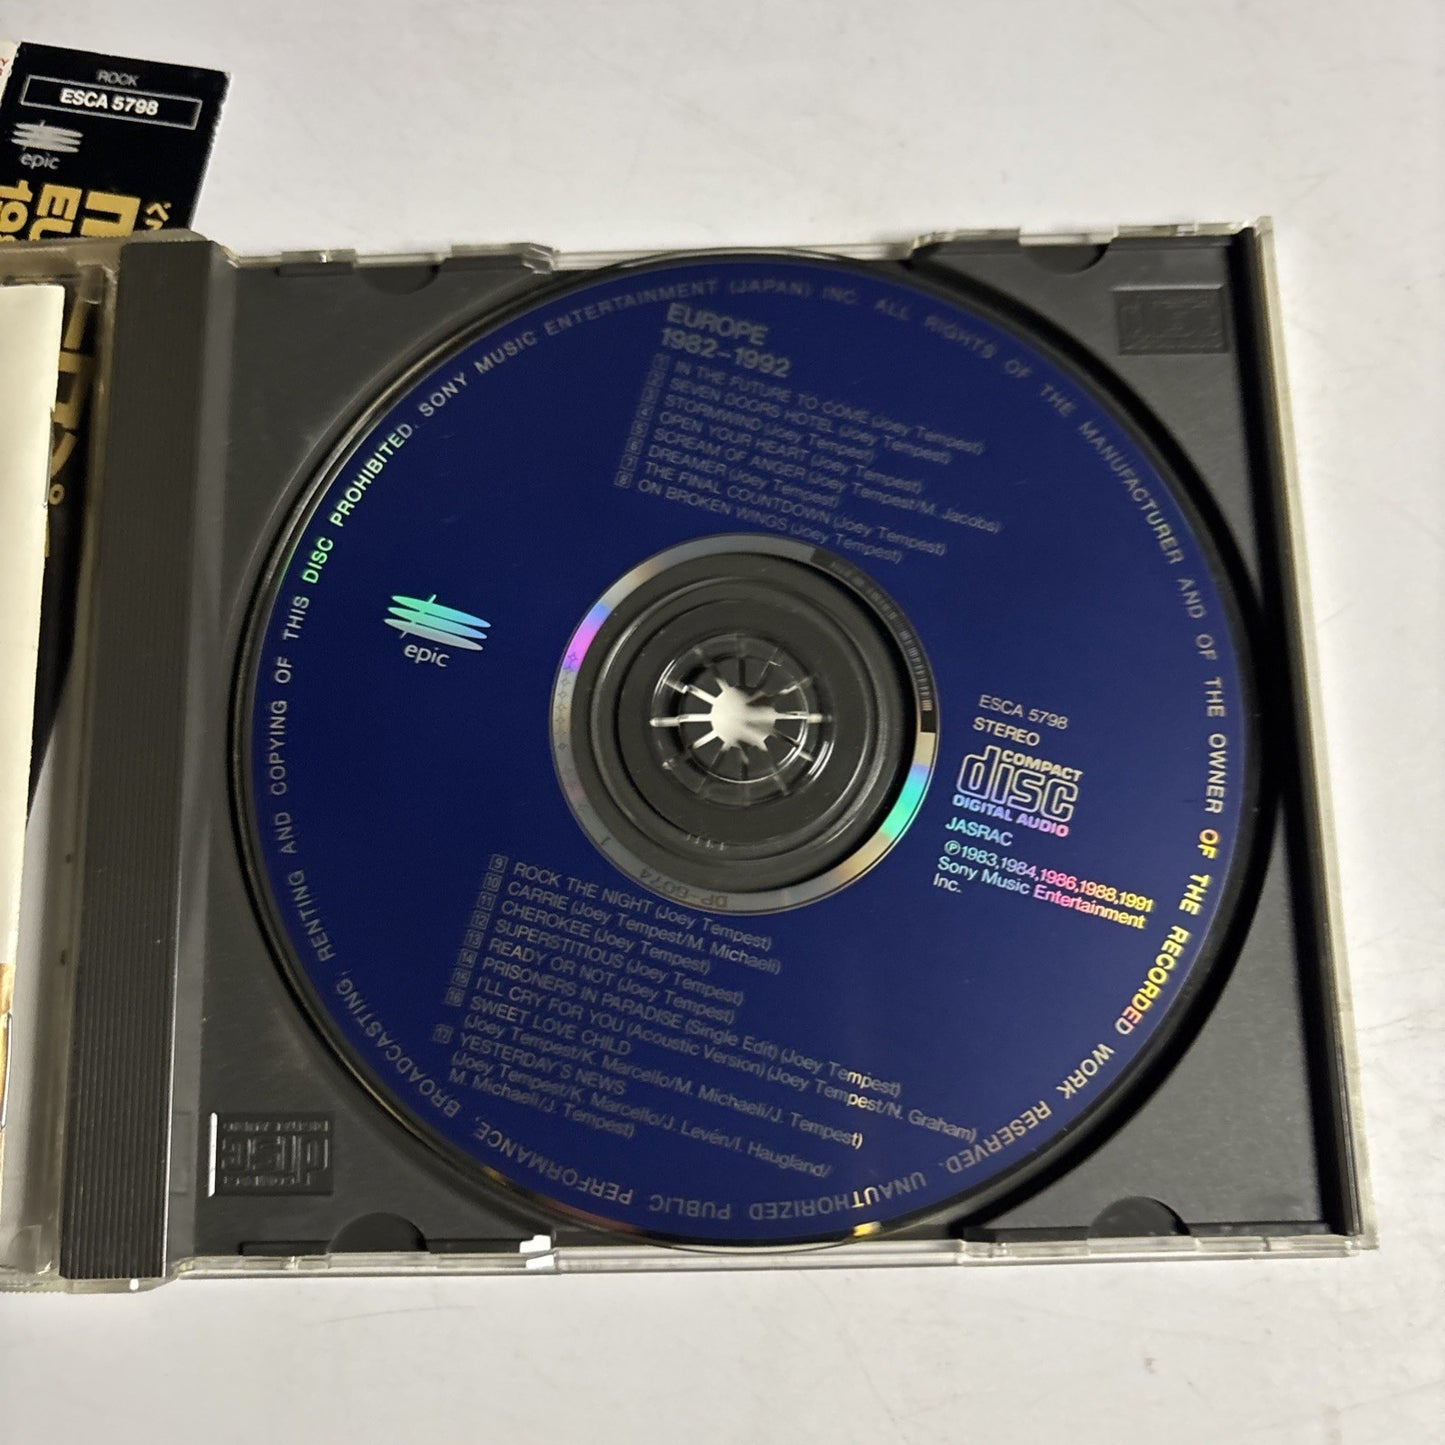 ROCK
ESCA 5798
epic
EUROPE
1982-1992
1 IN THE FUTURE TO COME (Joey Tempest)
2 SEVEN DOORS HOTEL (Joey Tempest)
3 STORMWIND (Joey Tempest)
4 OPEN YOUR HEART (Joey Tempest)
5 SCREAM OF ANGER (Joey Tempest/M. Jacobs)
6 DREAMER (Joey Tempest)
7 THE FINAL COUNTDOWN (Joey Tempest)
8 ON BROKEN WINGS (Joey Tempest)
epic
ESCA 5798
STEREO
COMPACT
disc
DIGITAL AUDIO
JASRAC
Ⓟ1983,1984,1986,1988,1991
Sony Music Entertainment
Inc.
9 ROCK THE NIGHT (Joey Tempest)
10 CARRIE (Joey Tempest/M. Michaeli)
11 CHEROKEE (Joey Tempest)
12 SUPERSTITIOUS (Joey Tempest)
13 READY OR NOT (Joey Tempest)
14 PRISONERS IN PARADISE (Single Edit) (Joey Tempest)
15 I'LL CRY FOR YOU (Acoustic Version) (Joey Tempest/N. Graham)
16 SWEET LOVE CHILD
(Joey Tempest/K. Marcello/M. Michaeli/J. Tempest)
17 YESTERDAY'S NEWS
(Joey Tempest/K. Marcello/J. Levén/I. Haugland/
M. Michaeli/J. Tempest)
SONY MUSIC ENTERTAINMENT (JAPAN) INC. ALL RIGHTS OF THE MANUFACTURER AND OF THE OWNER OF THE RECORDED WORK RESERVED. UNAUTHORIZED PUBLIC PERFORMANCE, BROADCASTING, RENTING AND COPYING OF THIS DISC PROHIBITED.
DP-6074